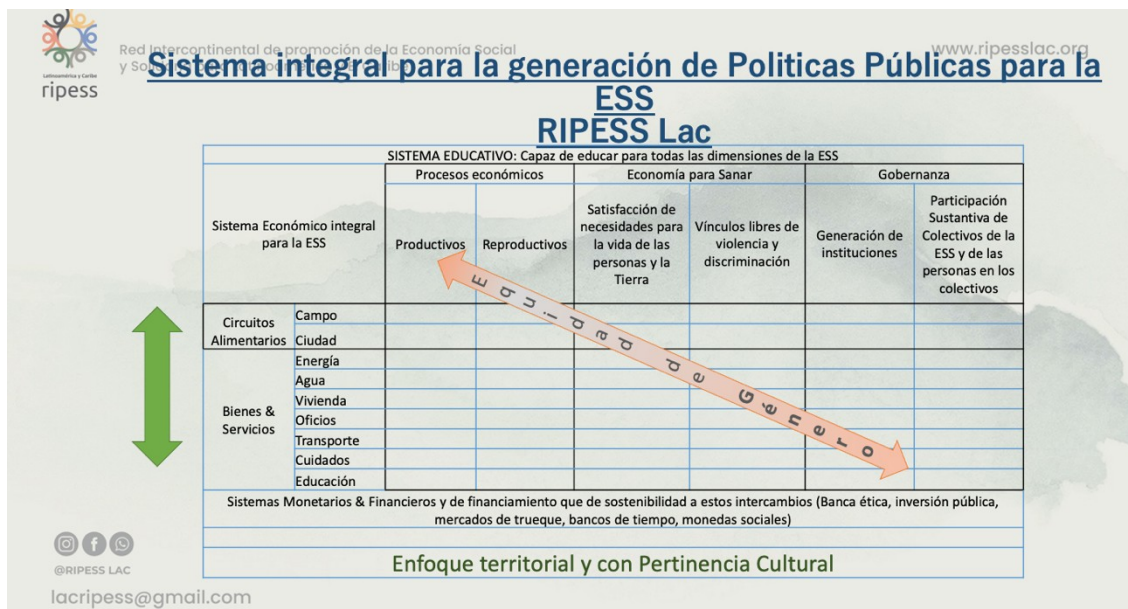 Latinoamérica y Caribe
ripess
Red Intercontinental de promoción de la Economía Social
y Solidaria
www.ripesslac.org
Sistema integral para la generación de Politicas Públicas para la
ESS
RIPESS Lac
SISTEMA EDUCATIVO: Capaz de educar para todas las dimensiones de la ESS
Procesos económicos
Economía para Sanar
Gobernanza
Sistema Económico integral
para la ESS
Productivos
Reproductivos
Satisfacción de
necesidades para
la vida de las
personas y la
Tierra
Vínculos libres de
violencia y
discriminación
Generación de
instituciones
Participación
Sustantiva de
Colectivos de la
ESS y de las
personas en los
colectivos
Equidad de Género
Circuitos
Alimentarios
Campo
Ciudad
Bienes &
Servicios
Energía
Agua
Vivienda
Oficios
Transporte
Cuidados
Educación
Sistemas Monetarios & Financieros y de financiamiento que de sostenibilidad a estos intercambios (Banca ética, inversión pública,
mercados de trueque, bancos de tiempo, monedas sociales)
Enfoque territorial y con Pertinencia Cultural
@RIPESS LAC
lacripess@gmail.com